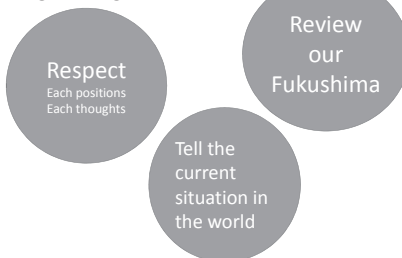 Respect
Each positions
Each thoughts
Review
our
Fukushima
Tell the
current
situation in
the world